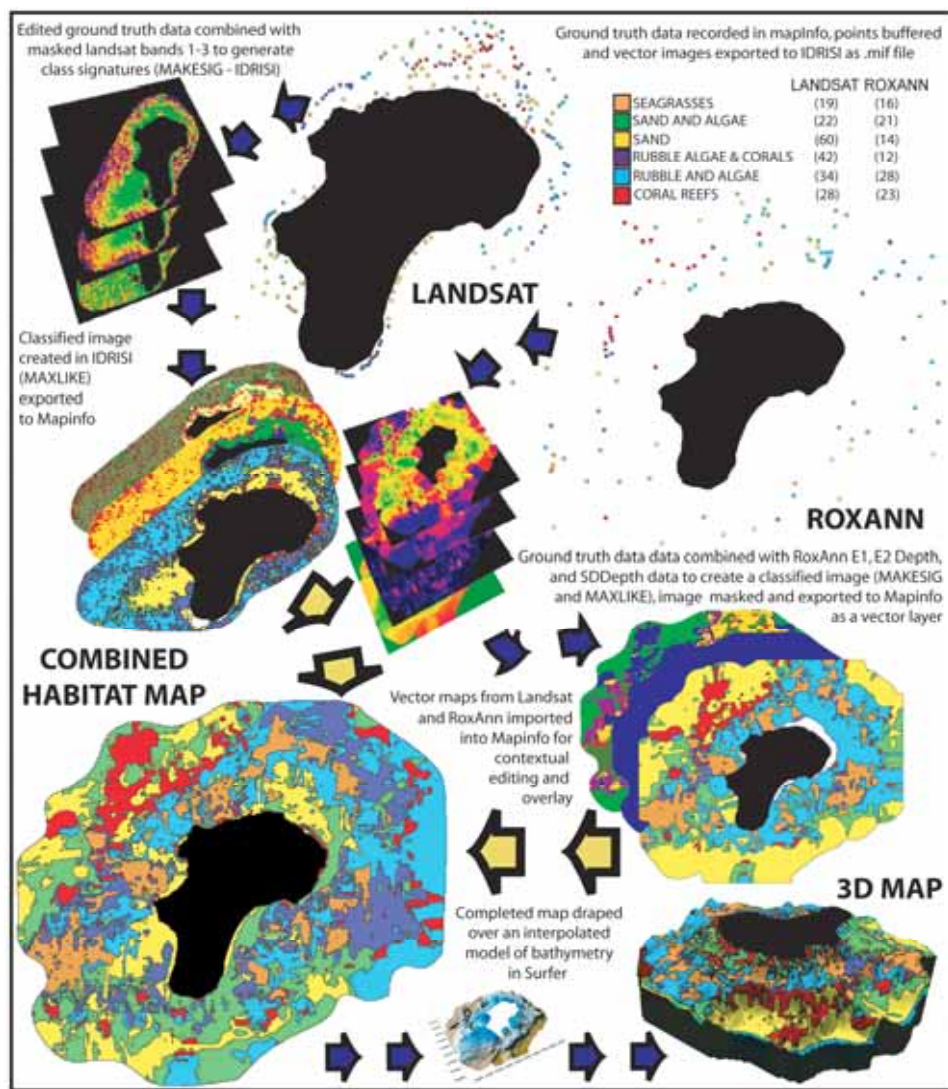 Edited ground truth data combined with
masked landsat bands 1-3 to generate
class signatures (MAKESIG - IDRISI)
Ground truth data recorded in mapInfo, points buffered
and vector images exported to IDRISI as .mif file
LANDSAT ROXANN
SEAGRASSES (19) (16)
SAND AND ALGAE (22) (21)
SAND (60) (14)
RUBBLE ALGAE & CORALS (42) (12)
RUBBLE AND ALGAE (34) (28)
CORAL REEFS (28) (23)
LANDSAT
Classified image
created in IDRISI
(MAXLIKE)
exported
to Mapinfo
ROXANN
Ground truth data data combined with RoxAnn E1, E2 Depth,
and SDDepth data to create a classified image (MAKESIG
and MAXLIKE), image masked and exported to Mapinfo
as a vector layer
COMBINED
HABITAT MAP
Vector maps from Landsat
and RoxAnn imported
into Mapinfo for
contextual
editing and
overlay
3D MAP
Completed map draped
over an interpolated
model of bathymetry
in Surfer